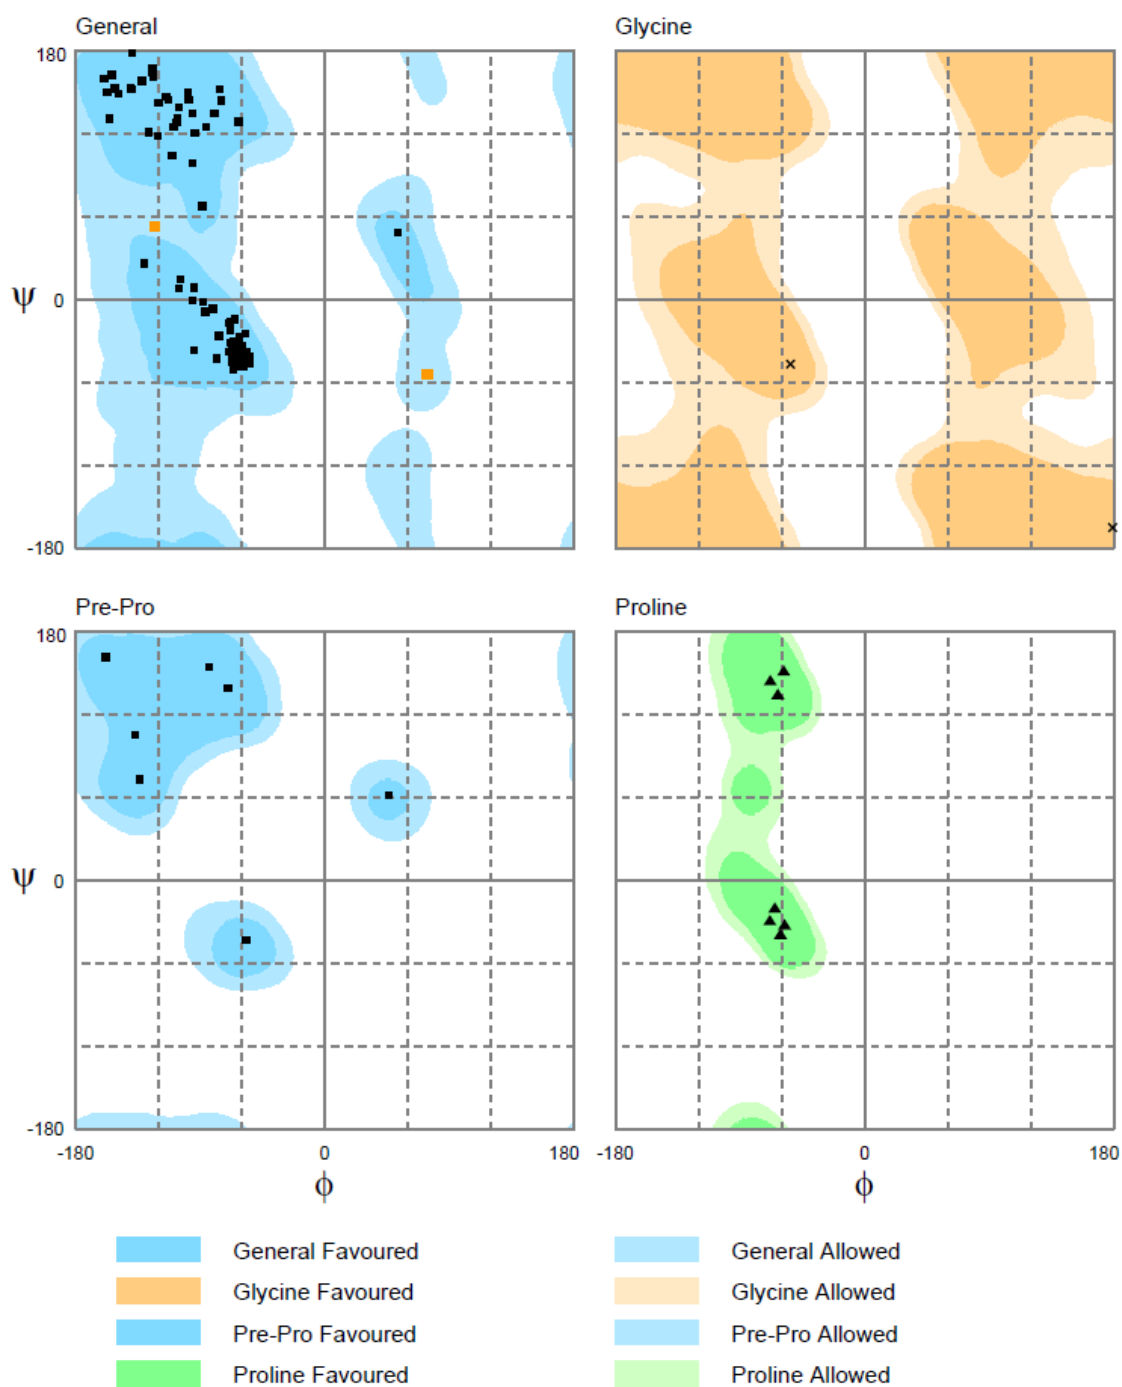 General
Glycine
180
ψ
0
-180
Pre-Pro
Proline
180
ψ
0
-180
-180
0
180
-180
0
180
ϕ
ϕ
General Favoured
General Allowed
Glycine Favoured
Glycine Allowed
Pre-Pro Favoured
Pre-Pro Allowed
Proline Favoured
Proline Allowed